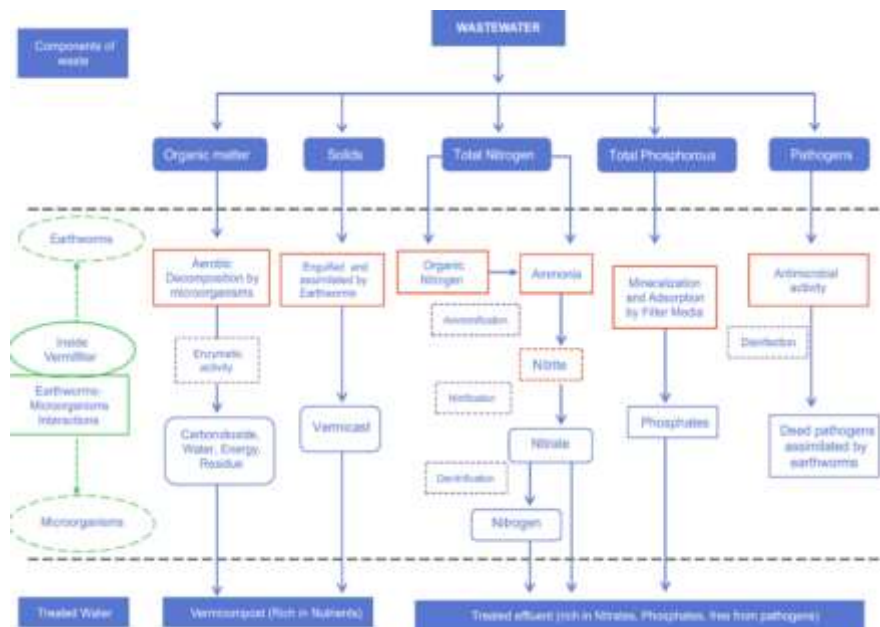 WASTEWATER
Components of
waste
Organic matter
Solids
Total Nitrogen
Total Phosphorous
Pathogens
Earthworms
Aerobic
Decomposition by
microorganisms
Engulfed and
assimilated by
Earthworms
Organic
Nitrogen
Ammonia
Mineralization
and Adsorption
by Filter Media
Antimicrobial
activity
Ammonification
Disinfection
Inside
Vermifilter
Enzymatic
activity
Nitrite
Earthworms-
Microorganisms
Interactions
Nitrification
Carbondioxide,
Water, Energy,
Residue
Vermicast
Nitrate
Phosphates
Deed pathogens
assimilated by
earthworms
Denitrification
Microorganisms
Nitrogen
Treated Water
Vermicompost (Rich in Nutrients)
Treated effluent (rich in Nitrates, Phosphates, free from pathogens)